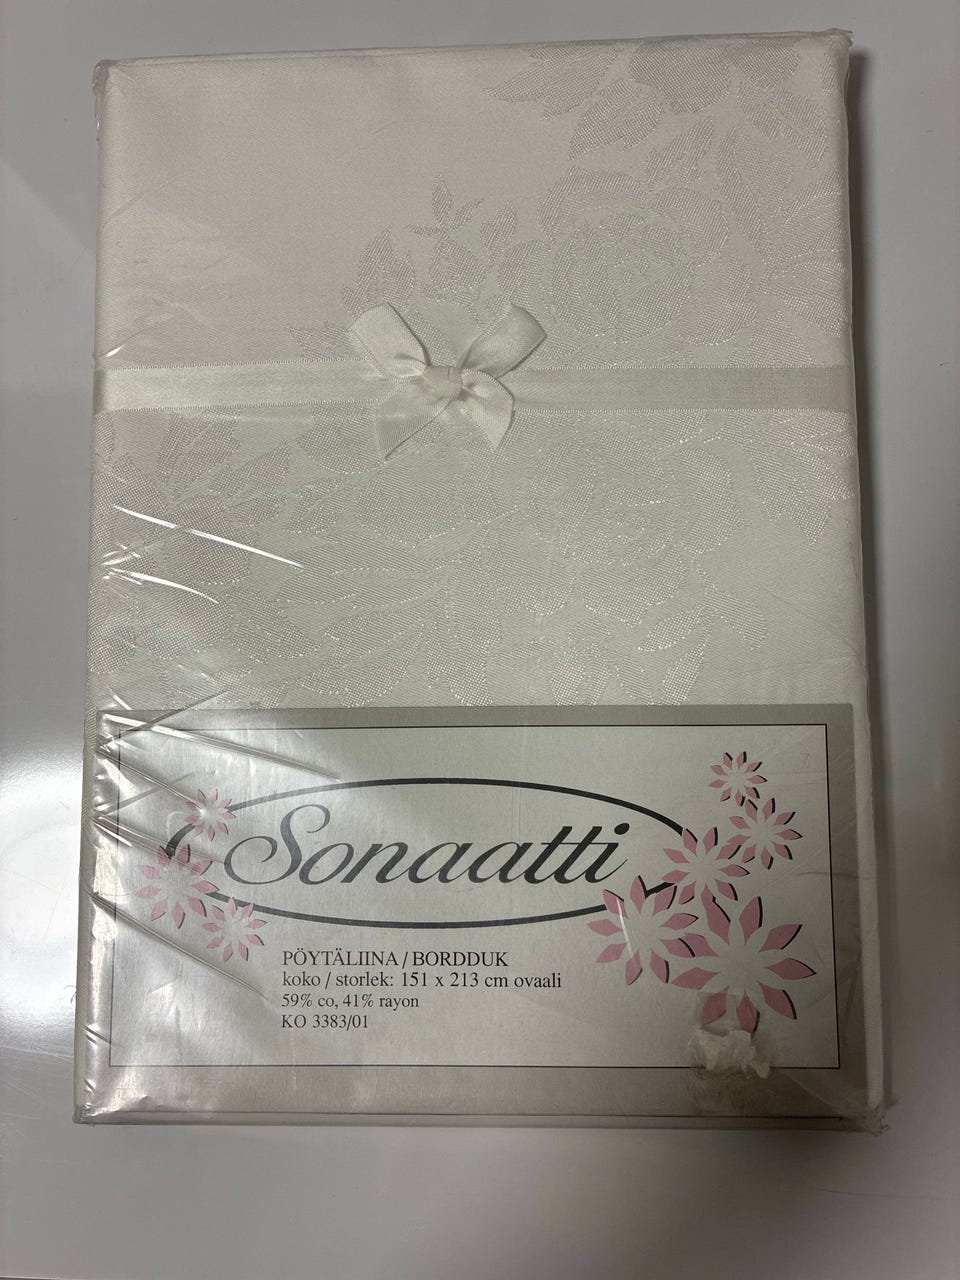 Sonaatti
PÖYTÄLIINA / BORDDUK
koko / storlek: 151 x 213 cm ovaali
59% co, 41% rayon
KO 3383/01